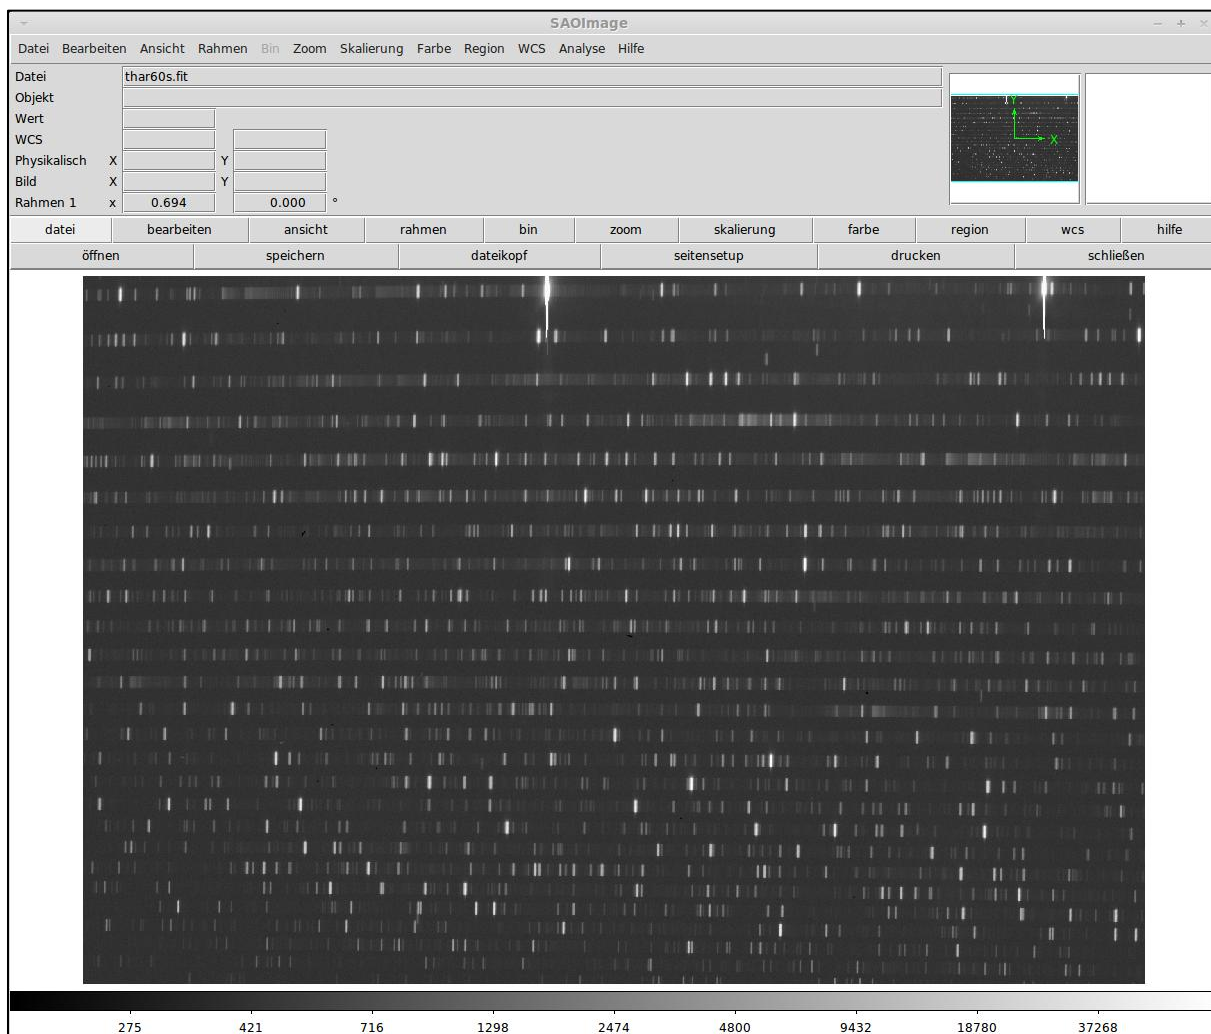 SAOImage
Datei Bearbeiten Ansicht Rahmen Bin Zoom Skalierung Farbe Region WCS Analyse Hilfe
Datei thar60s.fit
Objekt
Wert
WCS
Physikalisch X Y
Bild X Y
Rahmen 1 x 0.694 0.000 °
Y
X
datei bearbeiten ansicht rahmen bin zoom skalierung farbe region wcs hilfe
öffnen speichern dateikopf seitensetup drucken schließen
275 421 716 1298 2474 4800 9432 18780 37268